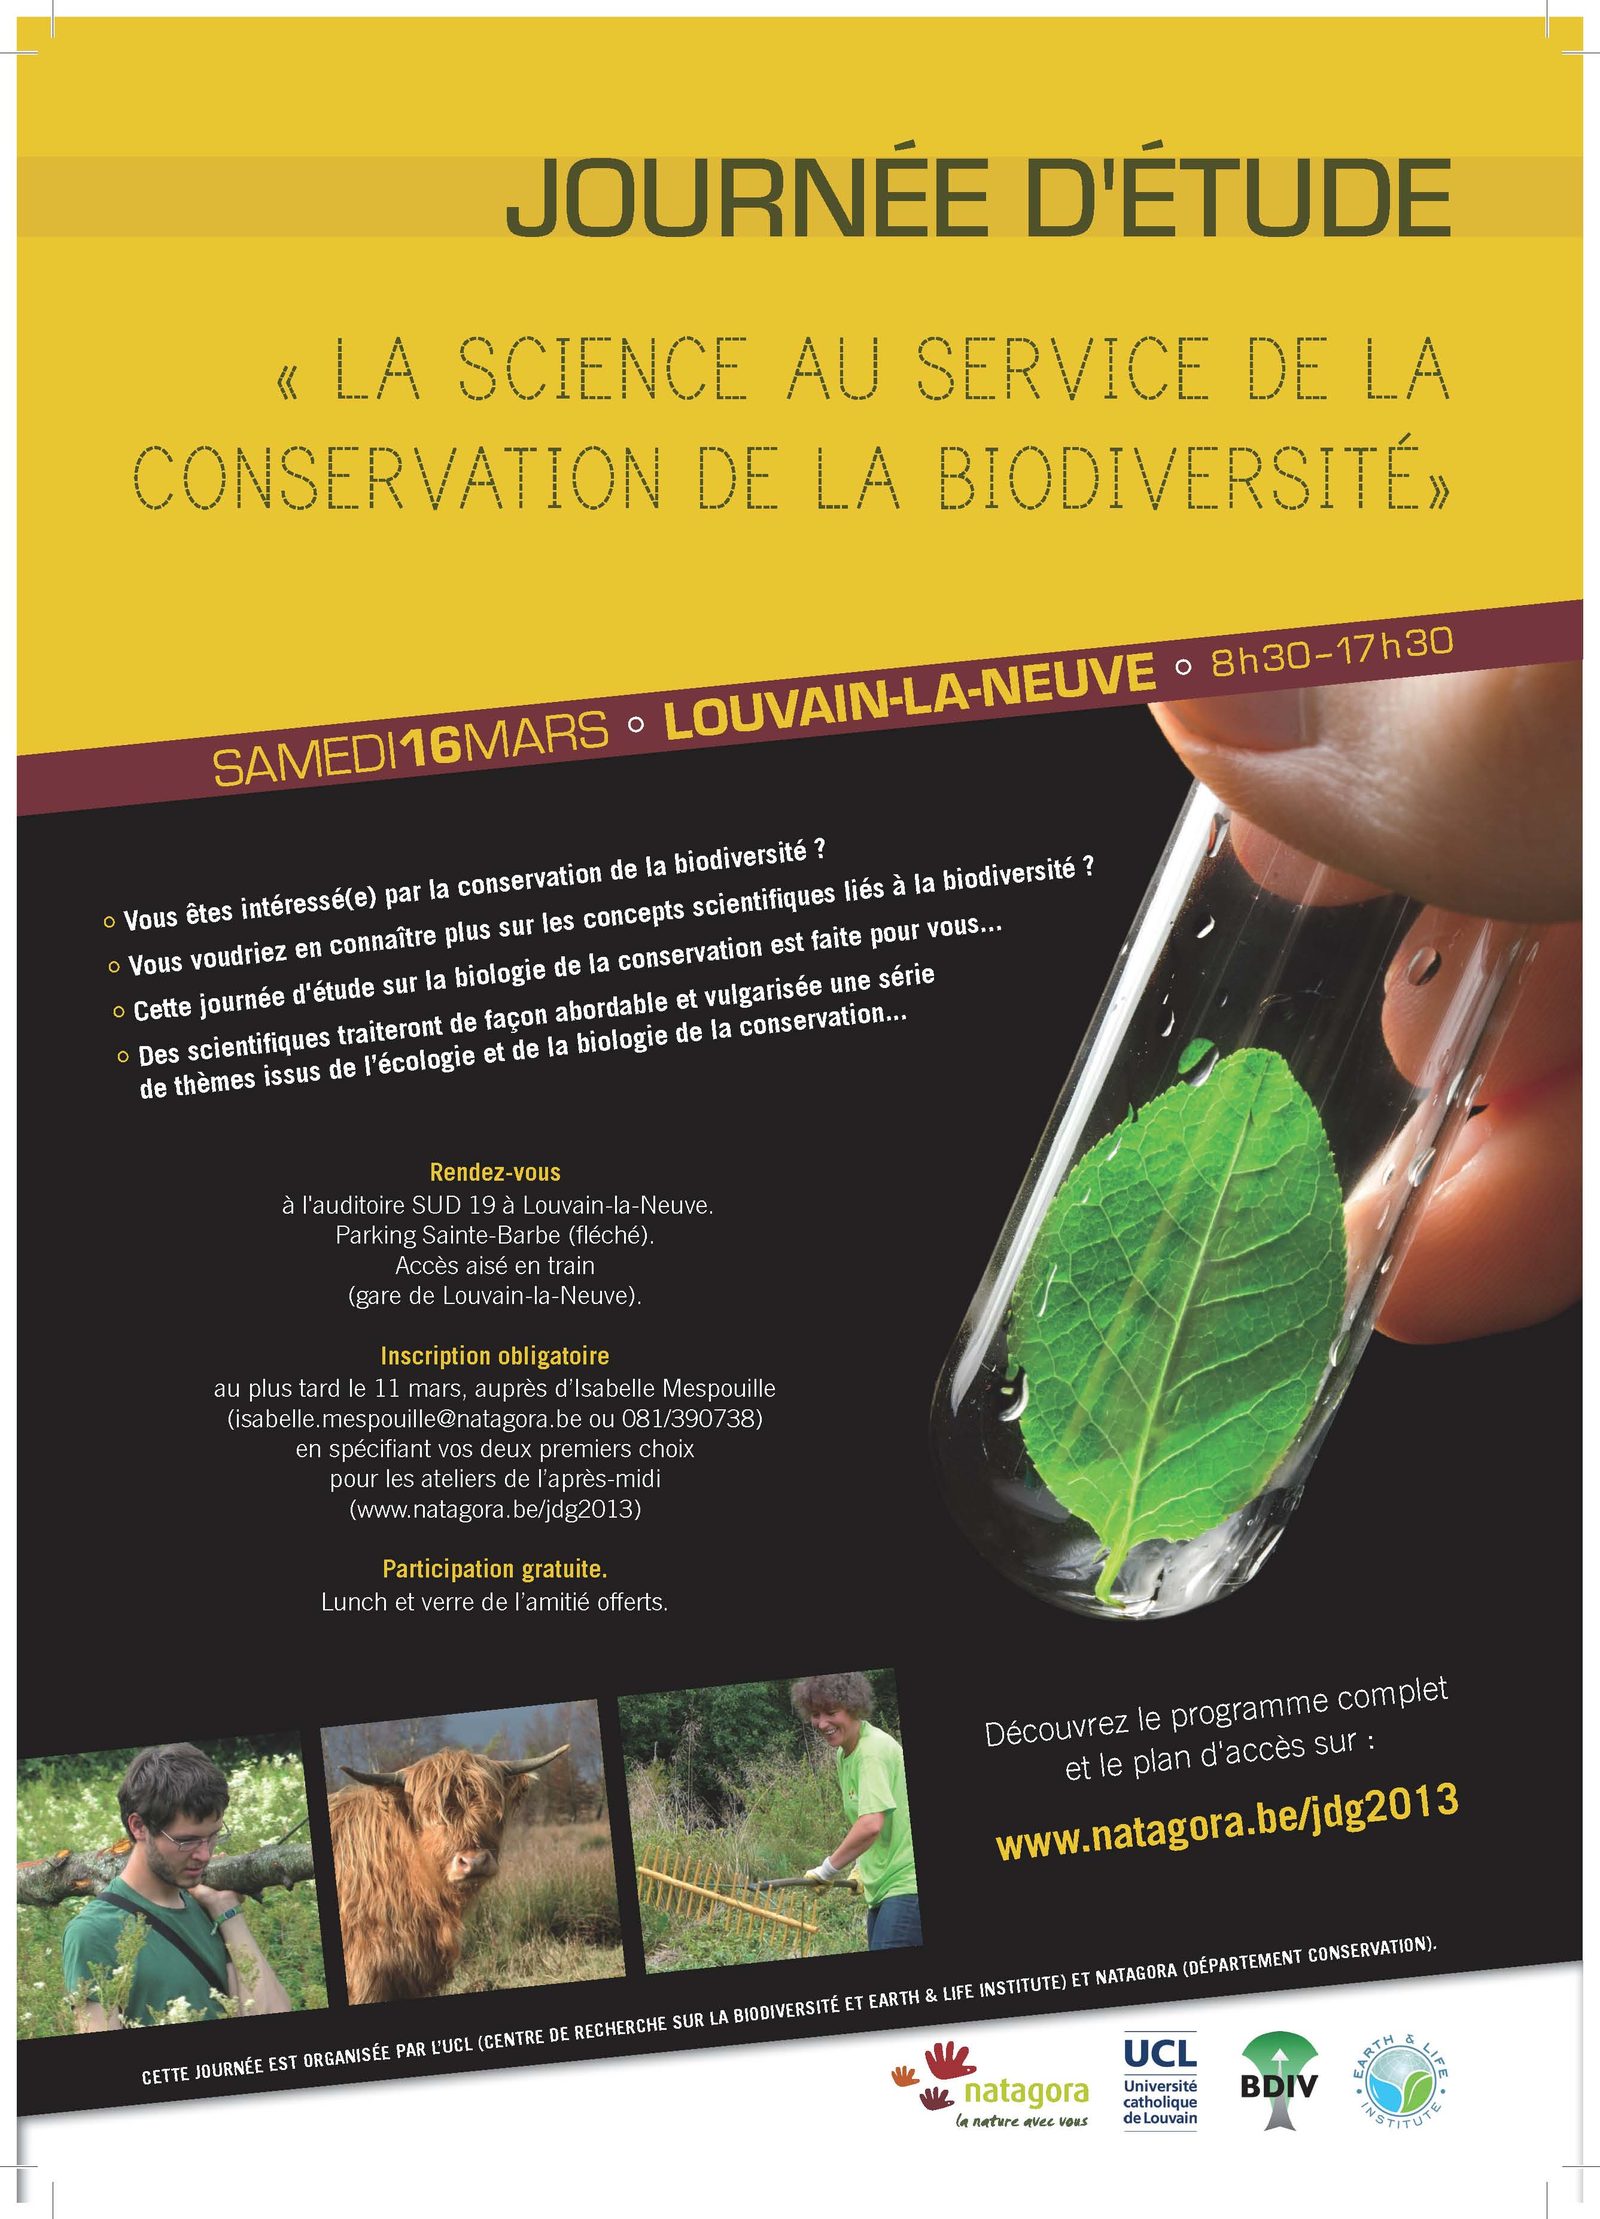 JOURNÉE D'ÉTUDE
« LA SCIENCE AU SERVICE DE LA
CONSERVATION DE LA BIODIVERSITÉ»
SAMEDI16MARS ° LOUVAIN-LA-NEUVE ° 8h30-17h30
° Vous êtes intéressé(e) par la conservation de la biodiversité ?
° Vous voudriez en connaître plus sur les concepts scientifiques liés à la biodiversité ?
° Cette journée d'étude sur la biologie de la conservation est faite pour vous...
° Des scientifiques traiteront de façon abordable et vulgarisée une série
de thèmes issus de l’écologie et de la biologie de la conservation...
Rendez-vous
à l'auditoire SUD 19 à Louvain-la-Neuve.
Parking Sainte-Barbe (fléché).
Accès aisé en train
(gare de Louvain-la-Neuve).
Inscription obligatoire
au plus tard le 11 mars, auprès d’Isabelle Mespouille
(isabelle.mespouille@natagora.be ou 081/390738)
en spécifiant vos deux premiers choix
pour les ateliers de l’après-midi
(www.natagora.be/jdg2013)
Participation gratuite.
Lunch et verre de l’amitié offerts.
Découvrez le programme complet
et le plan d'accès sur :
www.natagora.be/jdg2013
CETTE JOURNÉE EST ORGANISÉE PAR L’UCL (CENTRE DE RECHERCHE SUR LA BIODIVERSITÉ ET EARTH & LIFE INSTITUTE) ET NATAGORA (DÉPARTEMENT CONSERVATION).
natagora
la nature avec vous
UCL
Université
catholique
de Louvain
BDIV
EARTH & LIFE
INSTITUTE